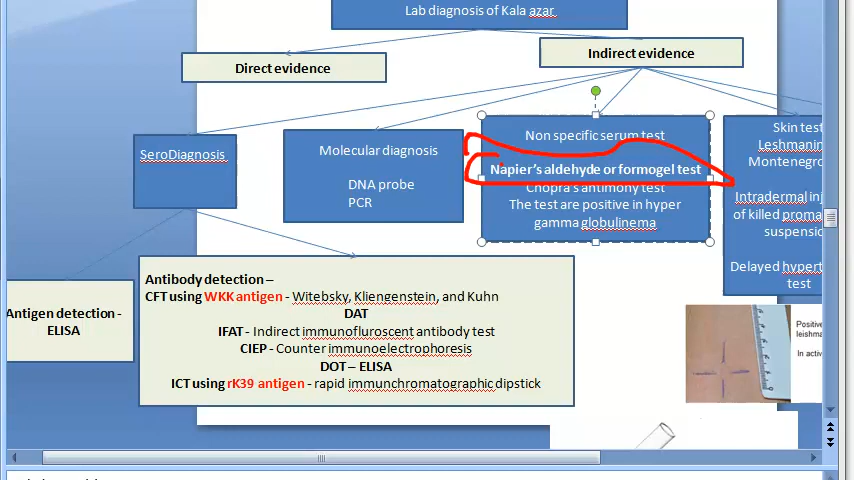 Lab diagnosis of Kala azar
Indirect evidence
Direct evidence
SeroDiagnosis
Molecular diagnosis
DNA probe
PCR
Non specific serum test
Napier's aldehyde or formogel test
Chopra's antimony test
The test are positive in hyper
gamma globulinema
Skin test
Leshmanin
Montenegro
Intradermal inj
of killed proma
suspensio
Delayed hypert
test
Antigen detection -
ELISA
Antibody detection –
CFT using WKK antigen - Witebsky, Kliengenstein, and Kuhn
DAT
IFAT - Indirect immunofluroscent antibody test
CIEP - Counter immunoelectrophoresis
DOT – ELISA
ICT using rK39 antigen - rapid immunchromatographic dipstick
Positive
leishma
In activ